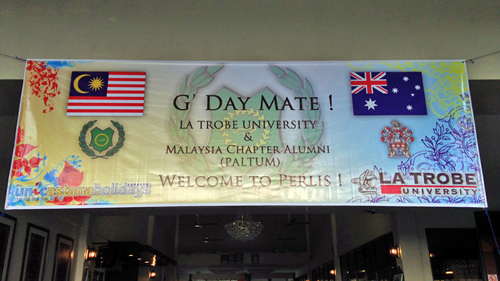 G' DAY MATE !
LA TROBE UNIVERSITY
&
MALAYSIA CHAPTER ALUMNI
(PALTUM)
WELCOME TO PERLIS !
LA TROBE
UNIVERSITY